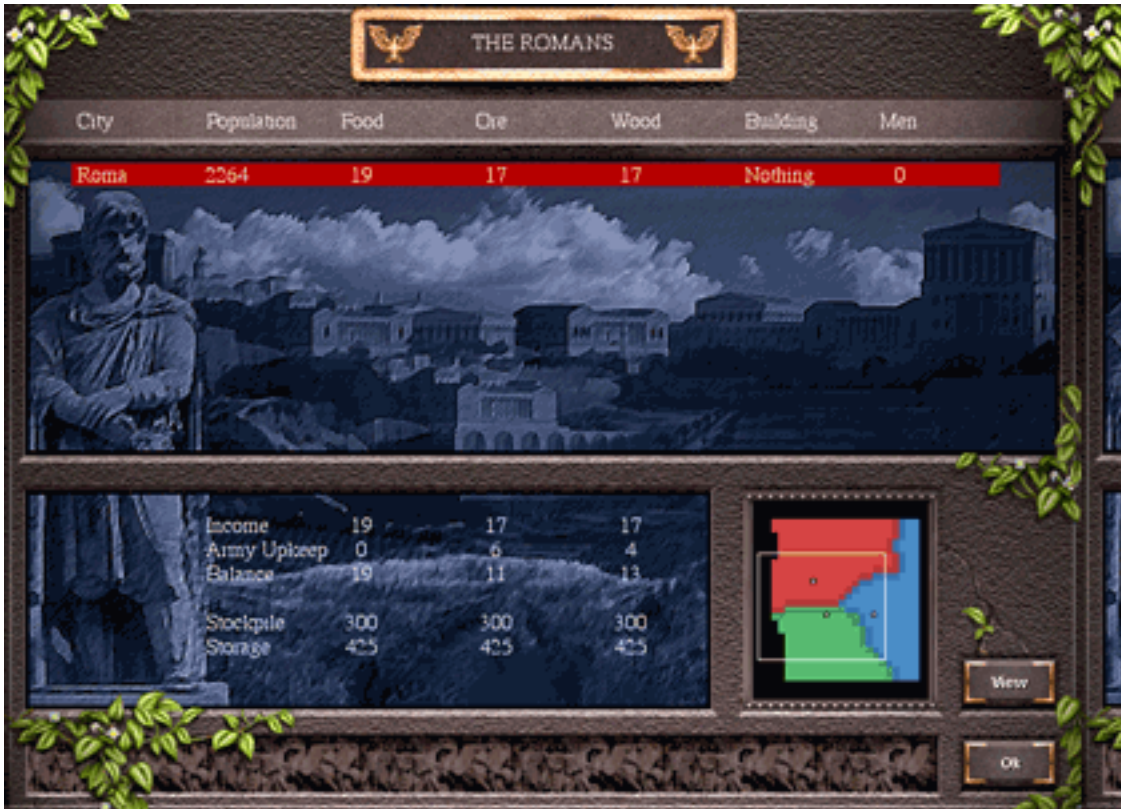 THE ROMANS
City Population Food Ore Wood Building Men
Roma 2264 19 17 17 Nothing 0
Income 19 17 17
Army Upkeep 0 6 4
Balance 19 11 13
Stockpile 300 300 300
Storage 425 425 425
View
Ok